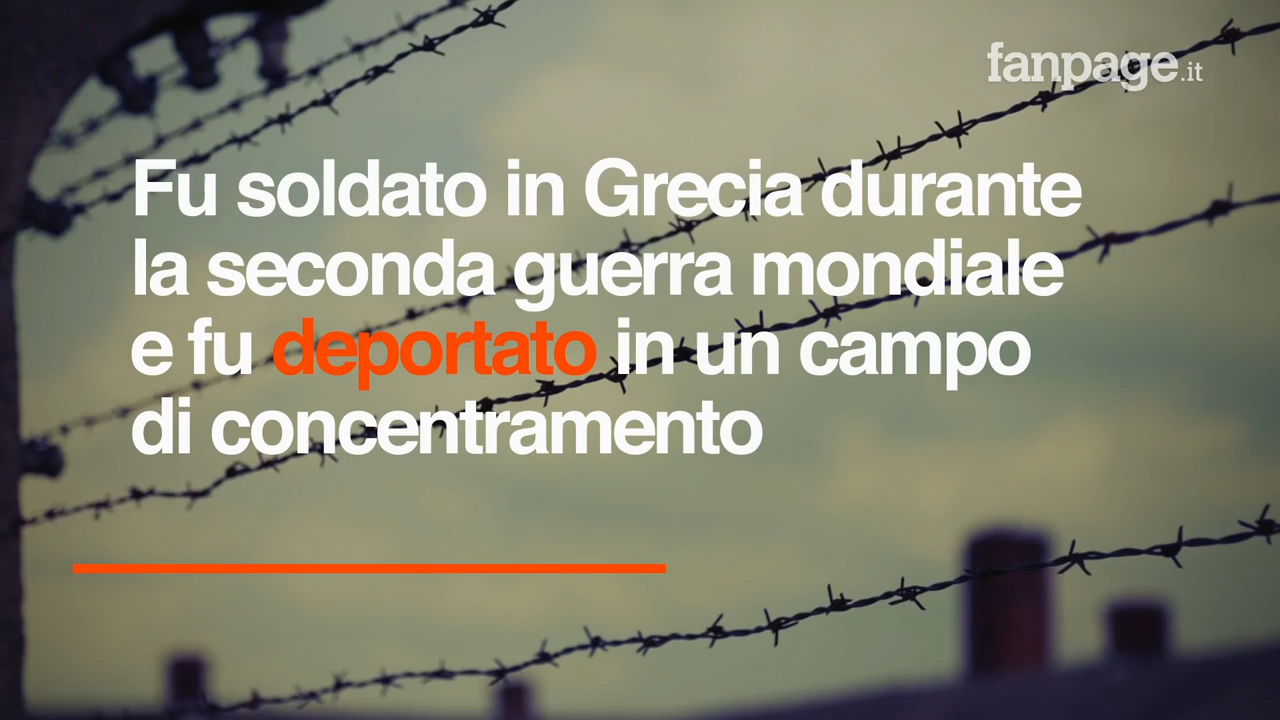 fanpage.it
Fu soldato in Grecia durante
la seconda guerra mondiale
e fu deportato in un campo
di concentramento